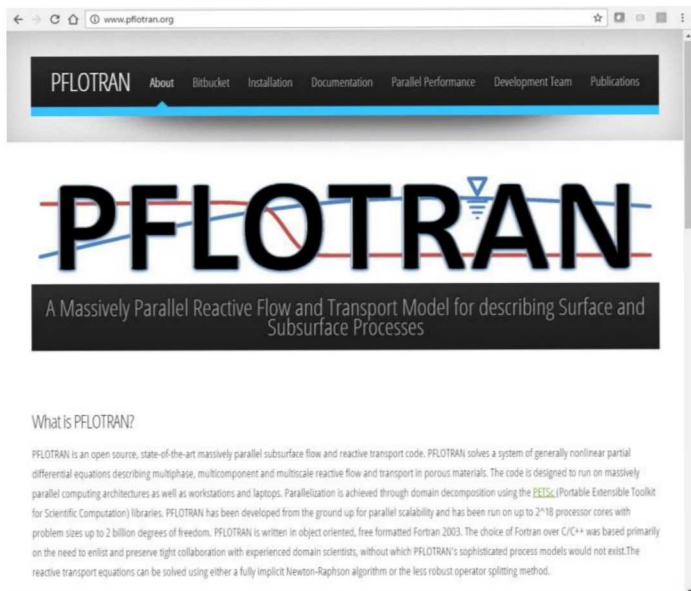 www.pflotran.org
PFLOTRAN About Bitbucket Installation Documentation Parallel Performance Development Team Publications
PFLOTRAN
A Massively Parallel Reactive Flow and Transport Model for describing Surface and
Subsurface Processes
What is PFLOTRAN?
PFLOTRAN is an open source, state-of-the-art massively parallel subsurface flow and reactive transport code. PFLOTRAN solves a system of generally nonlinear partial
differential equations describing multiphase, multicomponent and multiscale reactive flow and transport in porous materials. The code is designed to run on massively
parallel computing architectures as well as workstations and laptops. Parallelization is achieved through domain decomposition using the PETSc (Portable Extensible Toolkit
for Scientific Computation) libraries. PFLOTRAN has been developed from the ground up for parallel scalability and has been run on up to 2^18 processor cores with
problem sizes up to 2 billion degrees of freedom. PFLOTRAN is written in object oriented, free formatted Fortran 2003. The choice of Fortran over C/C++ was based primarily
on the need to enlist and preserve tight collaboration with experienced domain scientists, without which PFLOTRAN's sophisticated process models would not exist.The
reactive transport equations can be solved using either a fully implicit Newton-Raphson algorithm or the less robust operator splitting method.